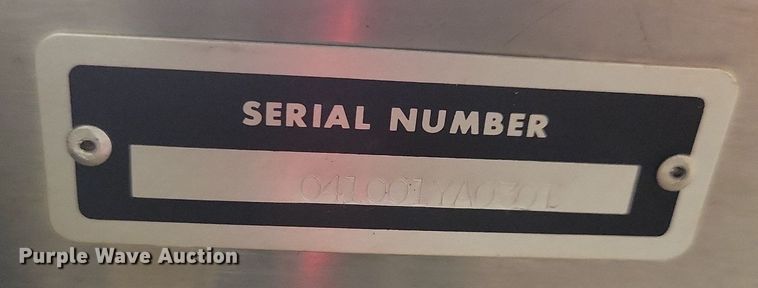 SERIAL NUMBER
Purple Wave Auction